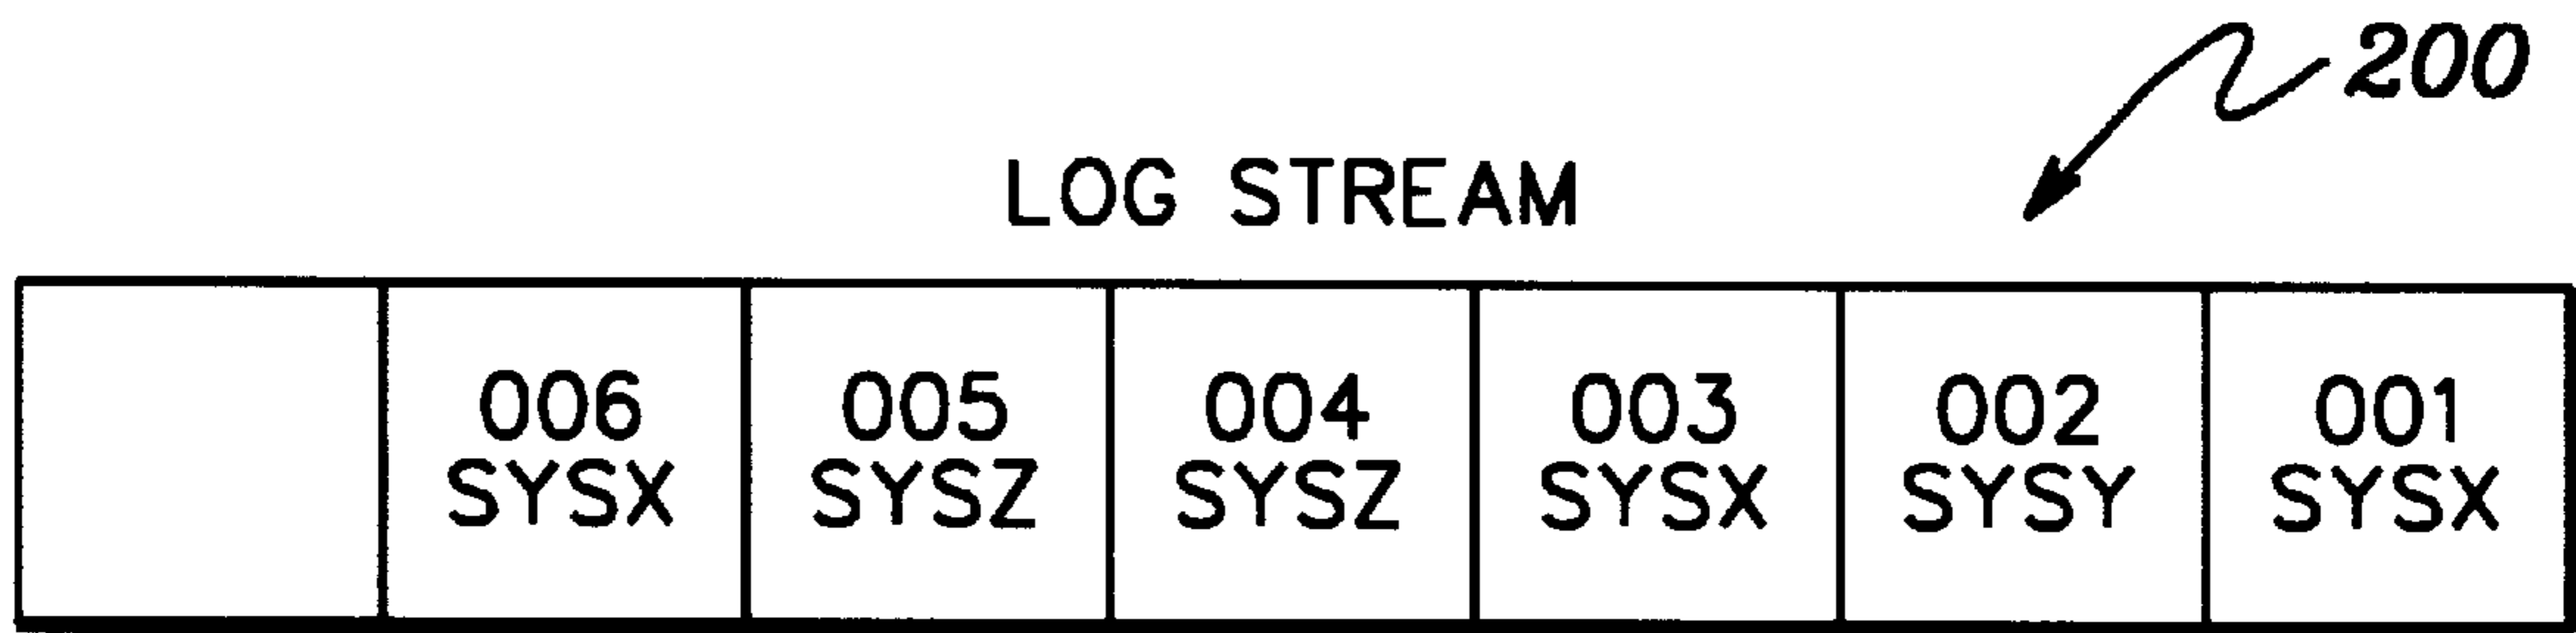 200
LOG STREAM
006 005 004 003 002 001
SYSX SYSZ SYSZ SYSX SYSY SYSX